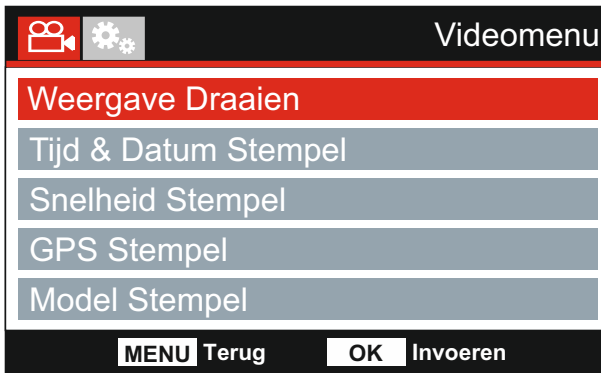 Videomenu
Weergave Draaien
Tijd & Datum Stempel
Snelheid Stempel
GPS Stempel
Model Stempel
MENU Terug OK Invoeren